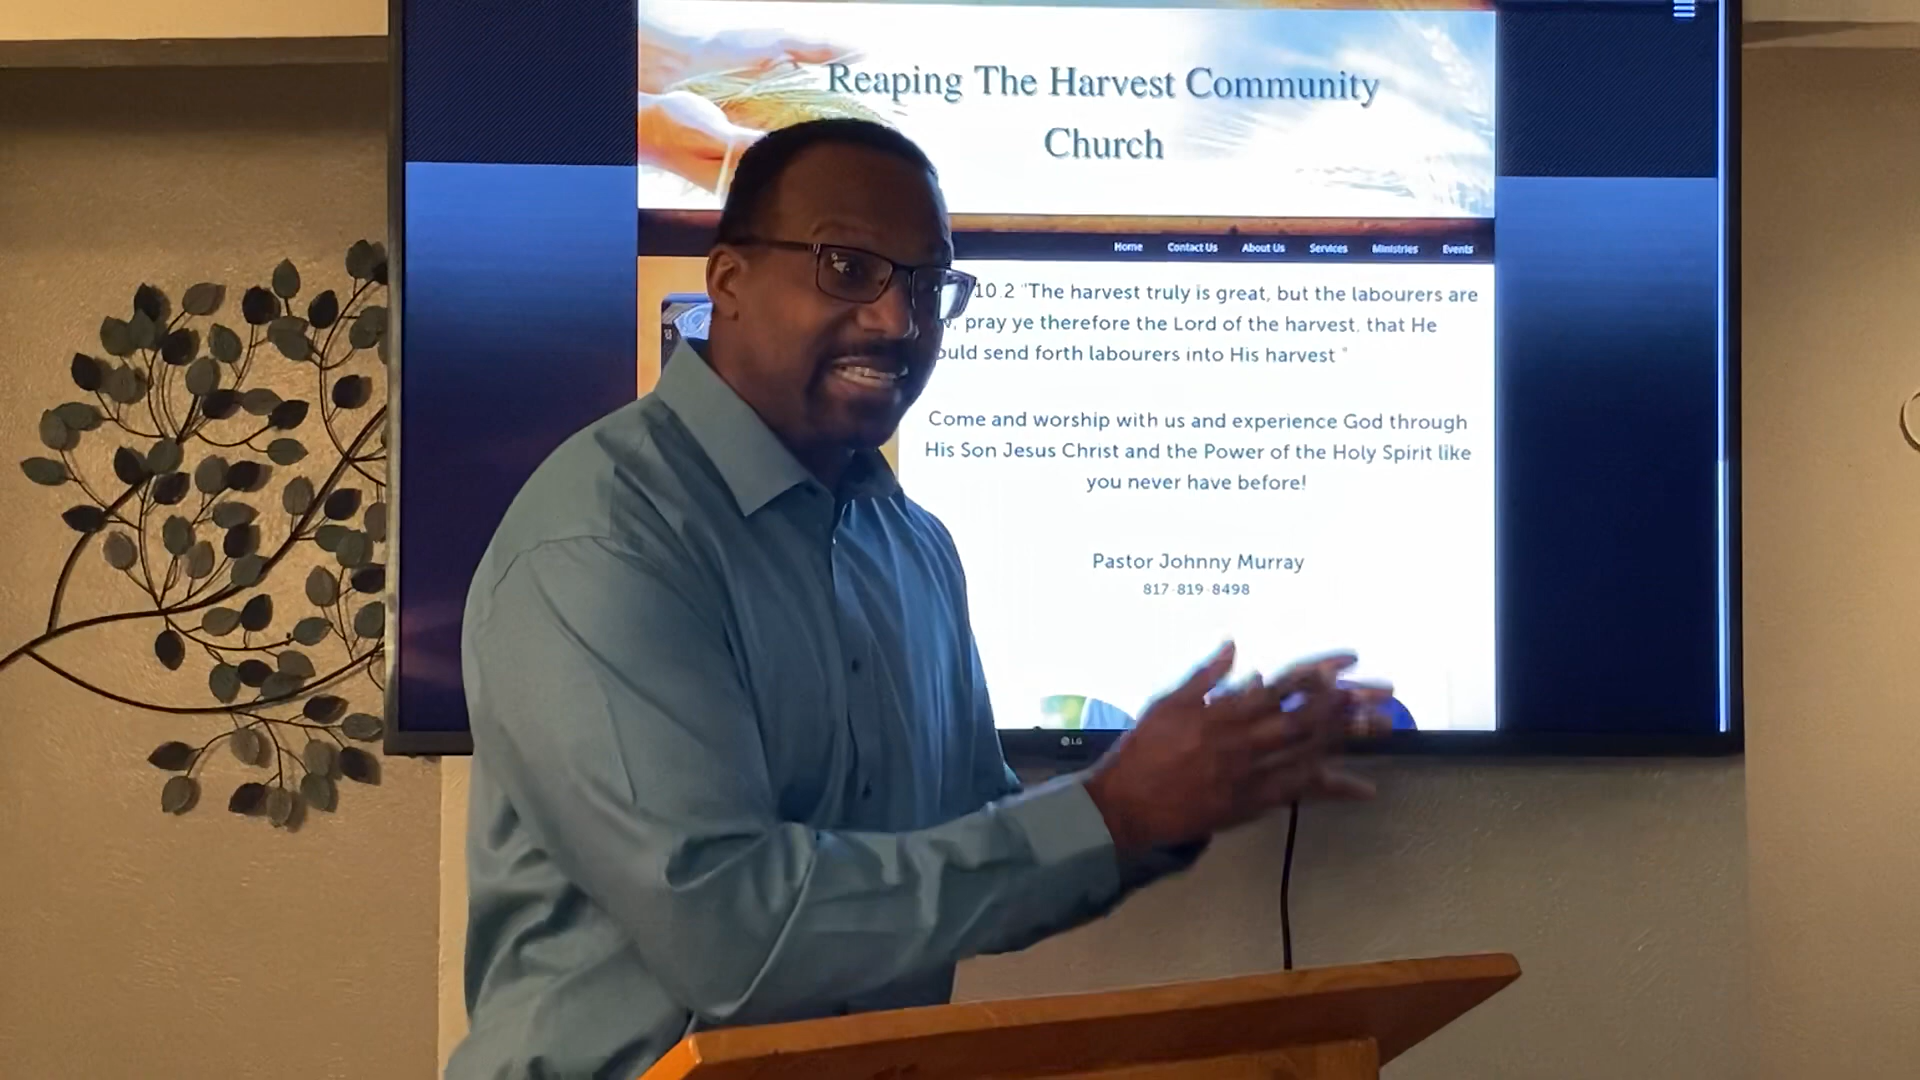 Reaping The Harvest Community
Church
Home Contact Us About Us Services Ministries Events
10.2 "The harvest truly is great, but the labourers are
, pray ye therefore the Lord of the harvest, that He
ould send forth labourers into His harvest "
Come and worship with us and experience God through
His Son Jesus Christ and the Power of the Holy Spirit like
you never have before!
Pastor Johnny Murray
817-819-8498
LG